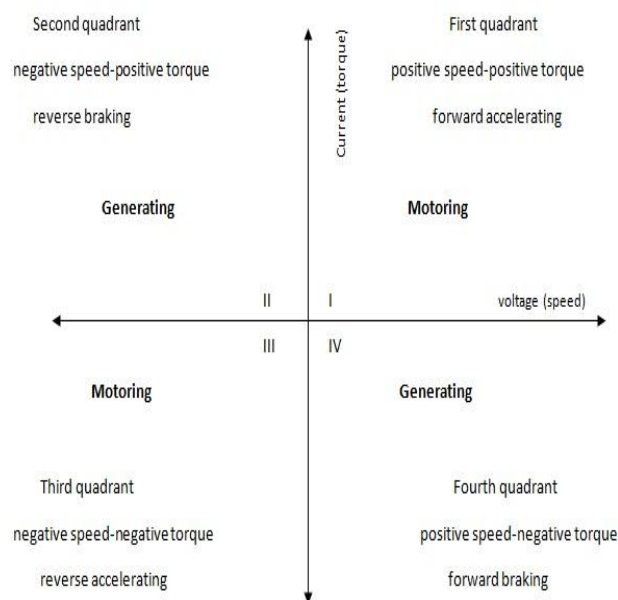 Second quadrant
negative speed-positive torque
reverse braking
Generating
First quadrant
positive speed-positive torque
forward accelerating
Motoring
Current (torque)
II
I
voltage (speed)
III
IV
Motoring
Third quadrant
negative speed-negative torque
reverse accelerating
Generating
Fourth quadrant
positive speed-negative torque
forward braking